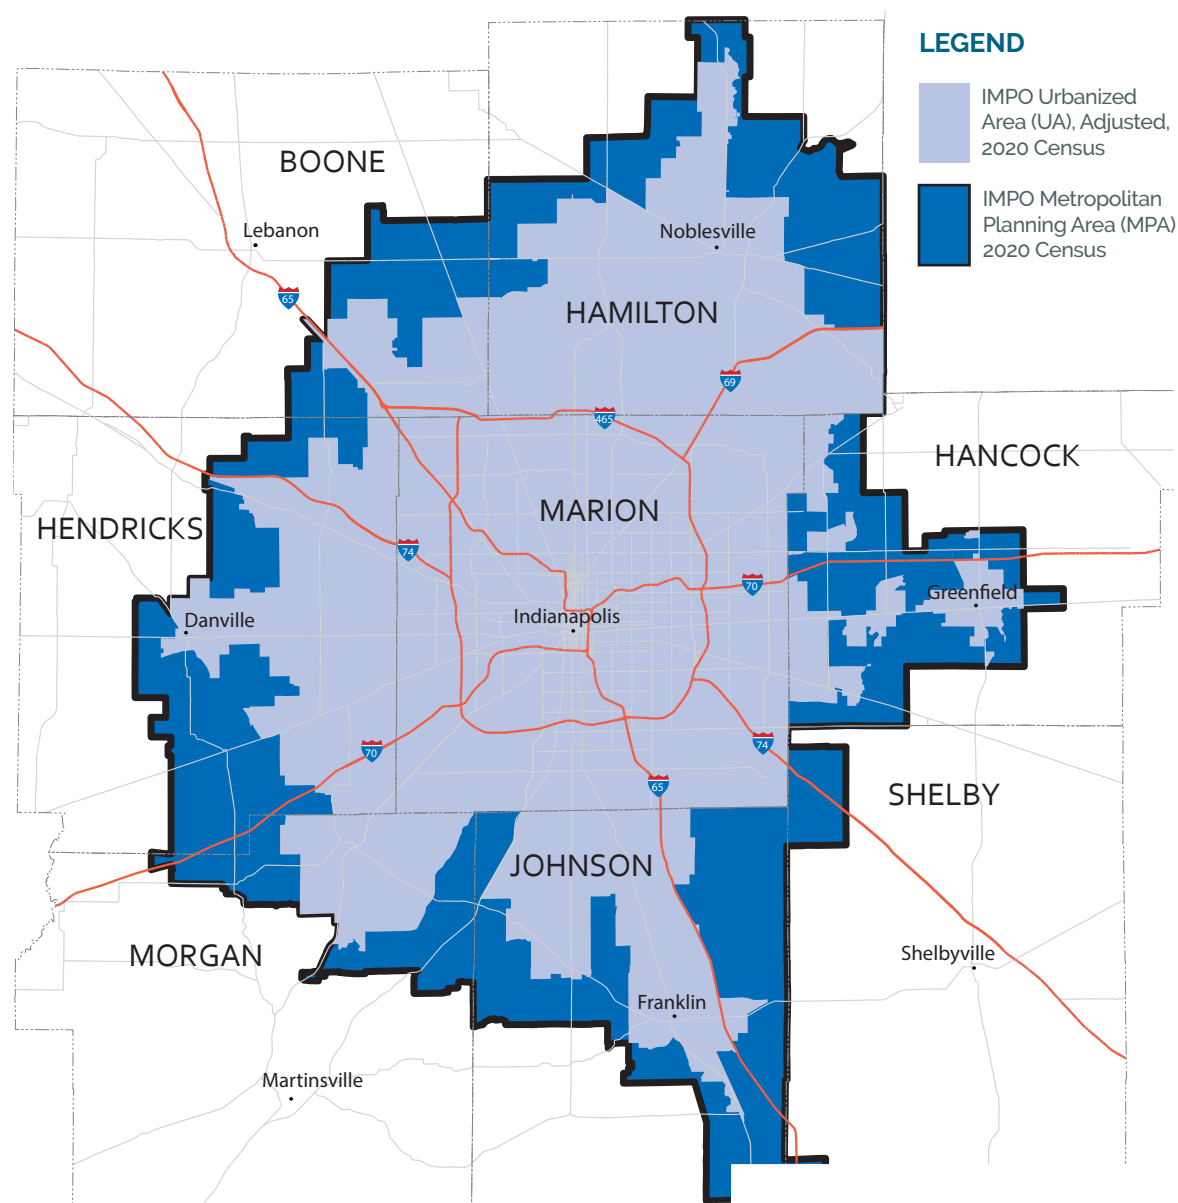 LEGEND
IMPO Urbanized
Area (UA), Adjusted,
2020 Census
IMPO Metropolitan
Planning Area (MPA)
2020 Census
BOONE
Lebanon
Noblesville
65
HAMILTON
69
465
HANCOCK
MARION
HENDRICKS
74
70
Greenfield
Danville
Indianapolis
70
74
65
SHELBY
JOHNSON
MORGAN
Shelbyville
Franklin
Martinsville